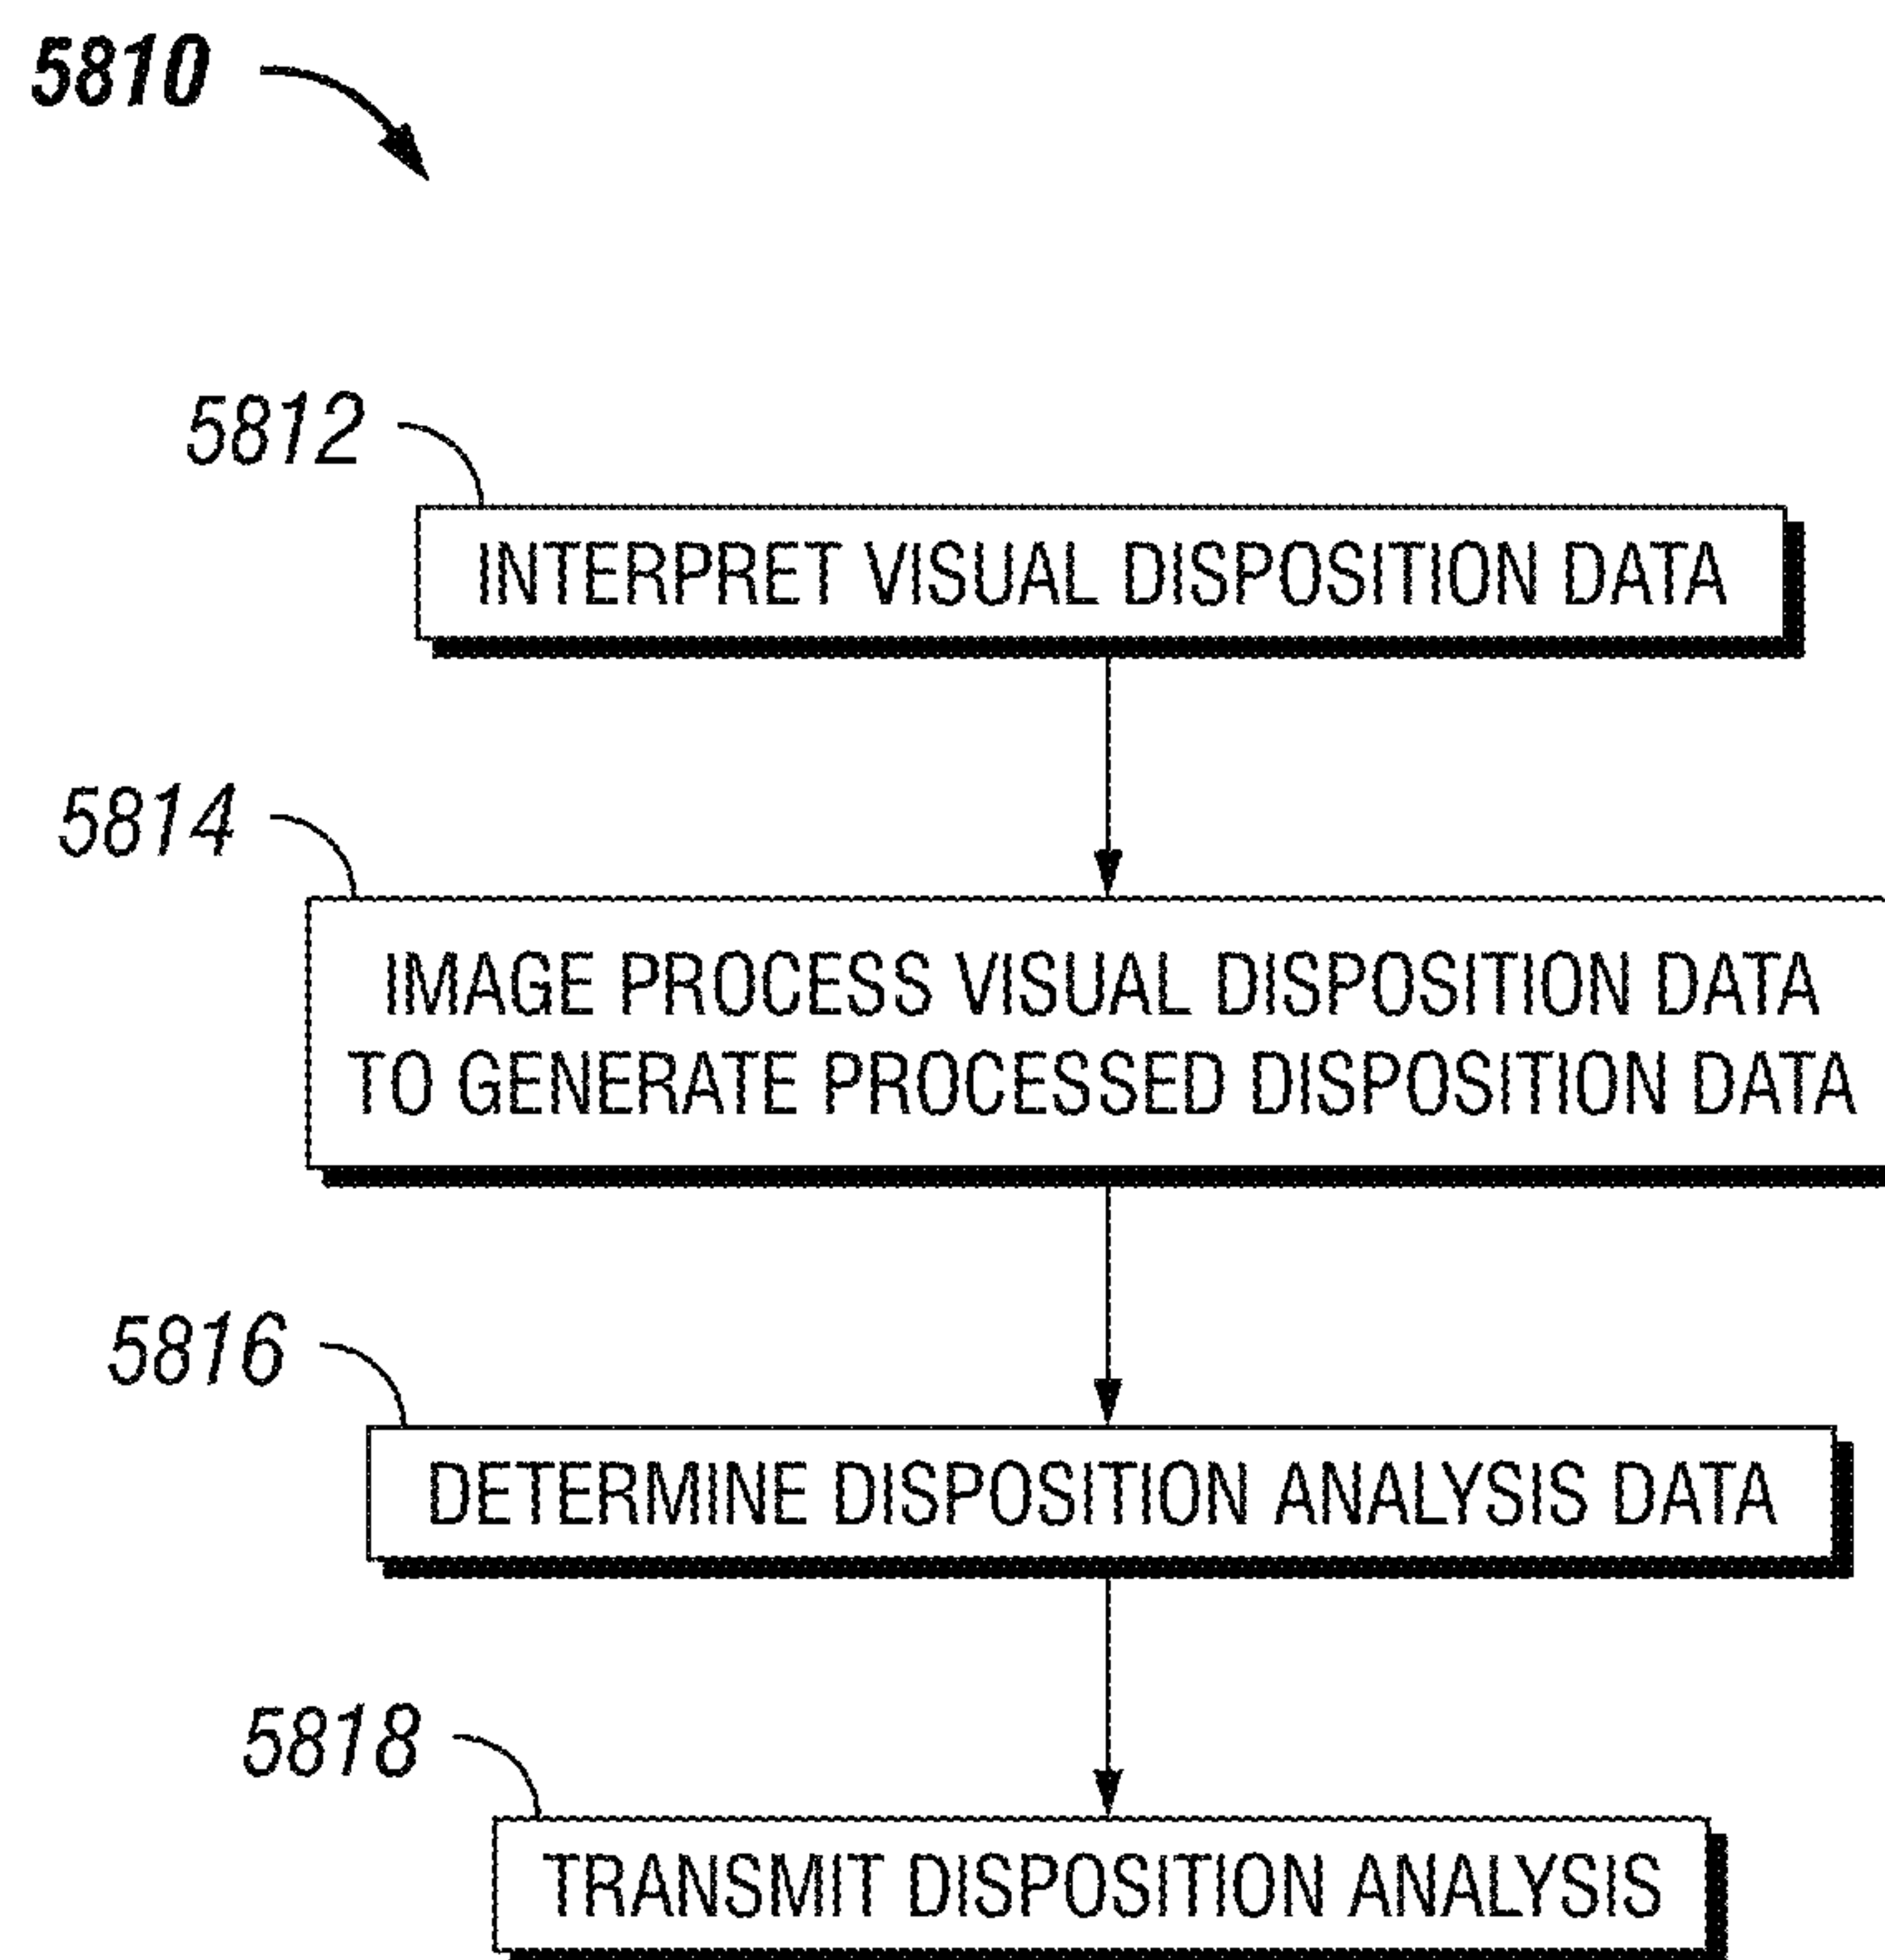 5810
5812
INTERPRET VISUAL DISPOSITION DATA
5814
IMAGE PROCESS VISUAL DISPOSITION DATA
TO GENERATE PROCESSED DISPOSITION DATA
5816
DETERMINE DISPOSITION ANALYSIS DATA
5818
TRANSMIT DISPOSITION ANALYSIS